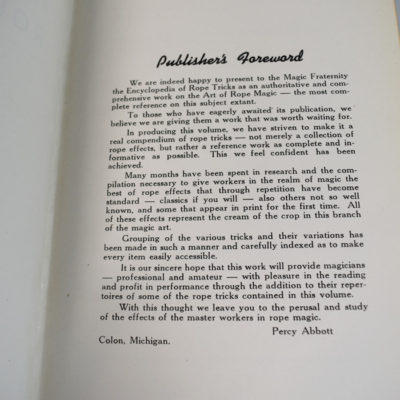 Publisher's Foreword
We are indeed happy to present to the Magic Fraternity
the Encyclopedia of Rope Tricks as an authoritative and com-
prehensive work on the Art of Rope Magic — the most com-
plete reference on this subject extant.
To those who have eagerly awaited its publication, we
believe we are giving them a work that was worth waiting for.
In producing this volume, we have striven to make it a
real compendium of rope tricks — not merely a collection of
rope effects, but rather a reference work as complete and in-
formative as possible. This we feel confident has been
achieved.
Many months have been spent in research and the com-
pilation necessary to give workers in the realm of magic the
best of rope effects that through repetition have become
standard — classics if you will — also others not so well
known, and some that appear in print for the first time. All
of these effects represent the cream of the crop in this branch
of the magic art.
Grouping of the various tricks and their variations has
been made in such a manner and carefully indexed as to make
every item easily accessible.
It is our sincere hope that this work will provide magicians
— professional and amateur — with pleasure in the reading
and profit in performance through the addition to their reper-
toires of some of the rope tricks contained in this volume.
With this thought we leave you to the perusal and study
of the effects of the master workers in rope magic.
Percy Abbott
Colon, Michigan.